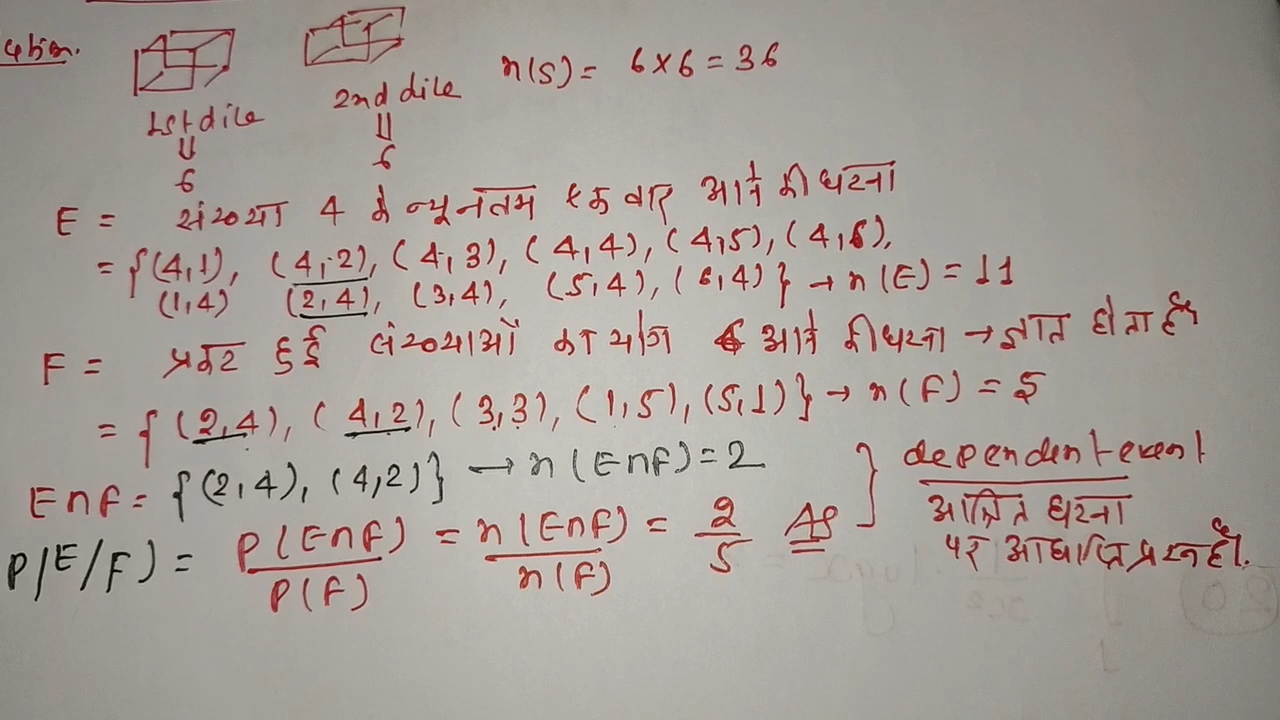 1st dice 2nd dice n(S) = 6×6 = 36
⇓ ⇓
6 6
E = संख्या 4 के न्यूनतम एक बार आने की घटना
= {(4,1), (4,2), (4,3), (4,4), (4,5), (4,6),
(1,4) (2,4), (3,4), (5,4), (6,4)} → n(E) = 11
F = प्रकट हुई संख्याओं का योग 6 आने की घटना → ज्ञात होता है
= {(2,4), (4,2), (3,3), (1,5), (5,1)} → n(F) = 5
E∩F = {(2,4), (4,2)} → n(E∩F) = 2
P(E/F) = P(E∩F)/P(F) = n(E∩F)/n(F) = 2/5 As
} dependent event
आश्रित घटना
पर आधारित प्रश्न है।